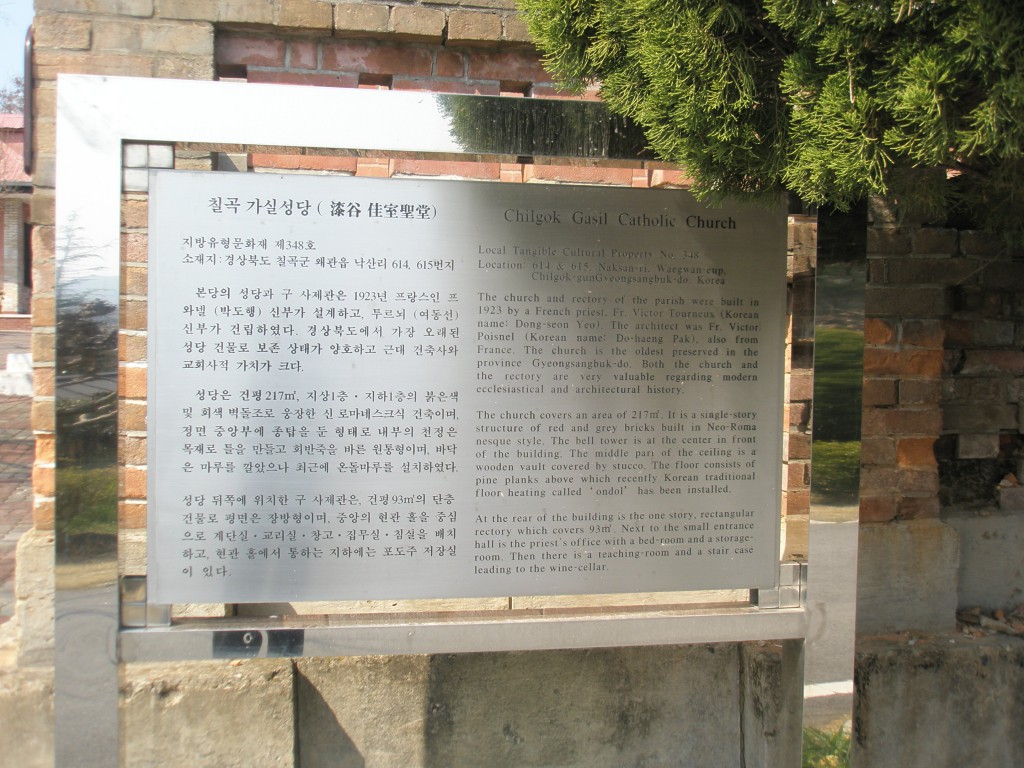 칠곡 가실성당 ( 漆谷 佳室聖堂)
지방유형문화재 제348호
소재지: 경상북도 칠곡군 왜관읍 낙산리 614, 615번지
본당의 성당과 구 사제관은 1923년 프랑스인 프
와넬 (박도행) 신부가 설계하고, 투르뇌 (여동선)
신부가 건립하였다. 경상북도에서 가장 오래된
성당 건물로 보존 상태가 양호하고 근대 건축사와
교회사적 가치가 크다.
성당은 건평 217㎡, 지상1층·지하1층의 붉은색
및 회색 벽돌조로 웅장한 신 로마네스크식 건축이며,
정면 중앙부에 종탑을 둔 형태로 내부의 천정은
목재로 틀을 만들고 회반죽을 바른 원통형이며, 바닥
은 마루를 깔았으나 최근에 온돌마루를 설치하였다.
성당 뒤쪽에 위치한 구 사제관은, 건평 93㎡의 단층
건물로 평면은 장방형이며, 중앙의 현관 홀을 중심
으로 계단실·교리실·창고·집무실·침실을 배치
하고, 현관 홀에서 통하는 지하에는 포도주 저장실
이 있다.
Chilgok Gasil Catholic Church
Local Tangible Cultural Property No. 348
Location: 614 & 615, Naksan-ri, Waegwan-eup,
Chilgok-gunGyeongsangbuk-do, Korea
The church and rectory of the parish were built in
1923 by a French priest, Fr. Victor Tourneux (Korean
name: Dong-seon Yeo). The architect was Fr. Victor
Poisnel (Korean name: Do-haeng Pak), also from
France. The church is the oldest preserved in the
province Gyeongsangbuk-do. Both the church and
the rectory are very valuable regarding modern
ecclesiastical and architectural history.
The church covers an area of 217㎡. It is a single-story
structure of red and grey bricks built in Neo-Roma
nesque style. The bell tower is at the center in front
of the building. The middle part of the ceiling is a
wooden vault covered by stucco. The floor consists of
pine planks above which recently Korean traditional
floor heating called 'ondol' has been installed.
At the rear of the building is the one story, rectangular
rectory which covers 93㎡. Next to the small entrance
hall is the priest's office with a bed-room and a storage-
room. Then there is a teaching-room and a stair case
leading to the wine-cellar.